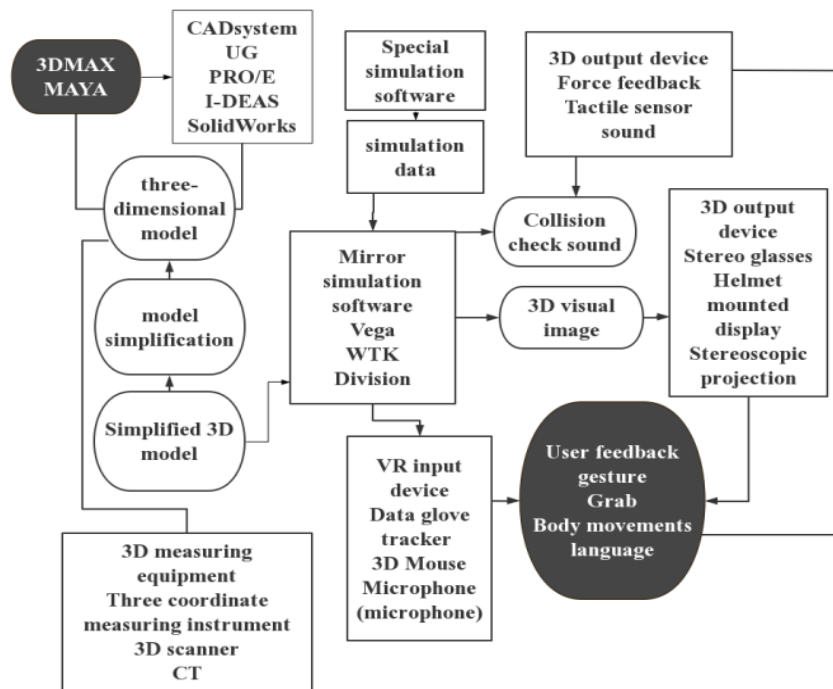 3DMAX
MAYA
CADsystem
UG
PRO/E
I-DEAS
SolidWorks
Special
simulation
software
3D output device
Force feedback
Tactile sensor
sound
simulation
data
three-
dimensional
model
Collision
check sound
3D output
device
Stereo glasses
Helmet
mounted
display
Stereoscopic
projection
Mirror
simulation
software
Vega
WTK
Division
model
simplification
3D visual
image
Simplified 3D
model
VR input
device
Data glove
tracker
3D Mouse
Microphone
(microphone)
User feedback
gesture
Grab
Body movements
language
3D measuring
equipment
Three coordinate
measuring instrument
3D scanner
CT